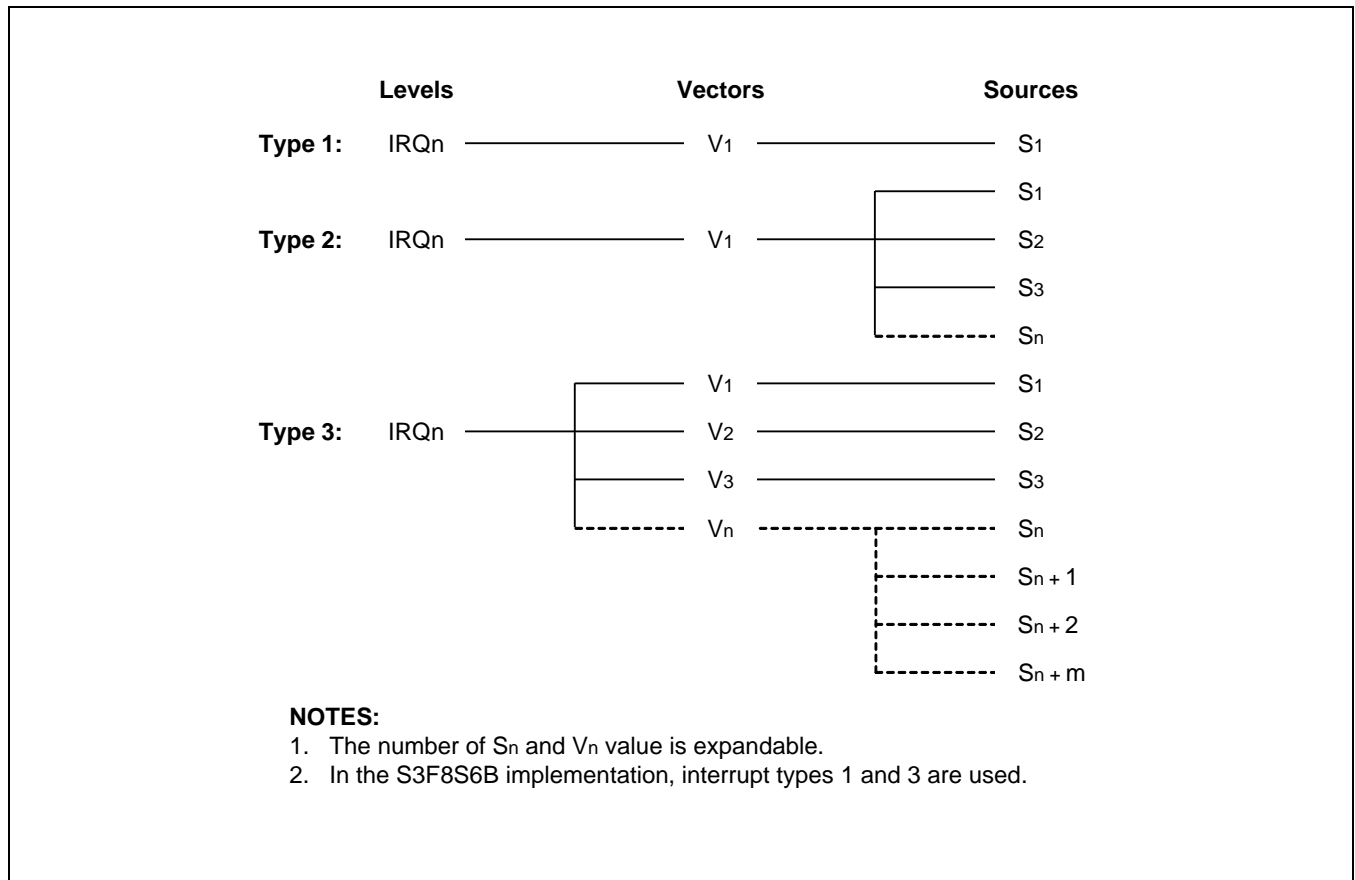 Levels Vectors Sources
Type 1: IRQn V1 S1
S1
Type 2: IRQn V1 S2
S3
Sn
V1 S1
Type 3: IRQn V2 S2
V3 S3
Vn Sn
Sn + 1
Sn + 2
Sn + m
NOTES:
1. The number of Sn and Vn value is expandable.
2. In the S3F8S6B implementation, interrupt types 1 and 3 are used.